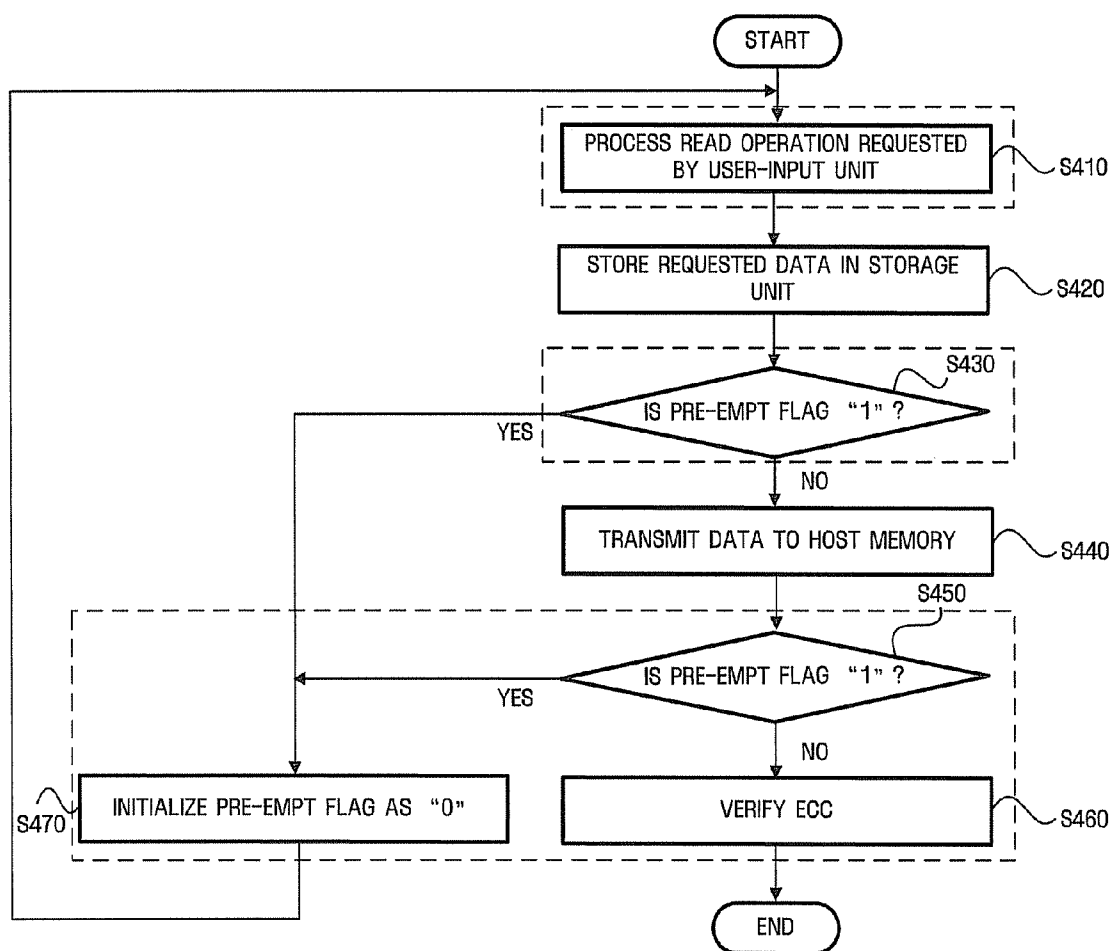 START
PROCESS READ OPERATION REQUESTED
BY USER-INPUT UNIT
S410
STORE REQUESTED DATA IN STORAGE
UNIT
S420
S430
IS PRE-EMPT FLAG "1" ?
YES
NO
TRANSMIT DATA TO HOST MEMORY
S440
S450
IS PRE-EMPT FLAG "1" ?
YES
NO
INITIALIZE PRE-EMPT FLAG AS "0"
S470
VERIFY ECC
S460
END